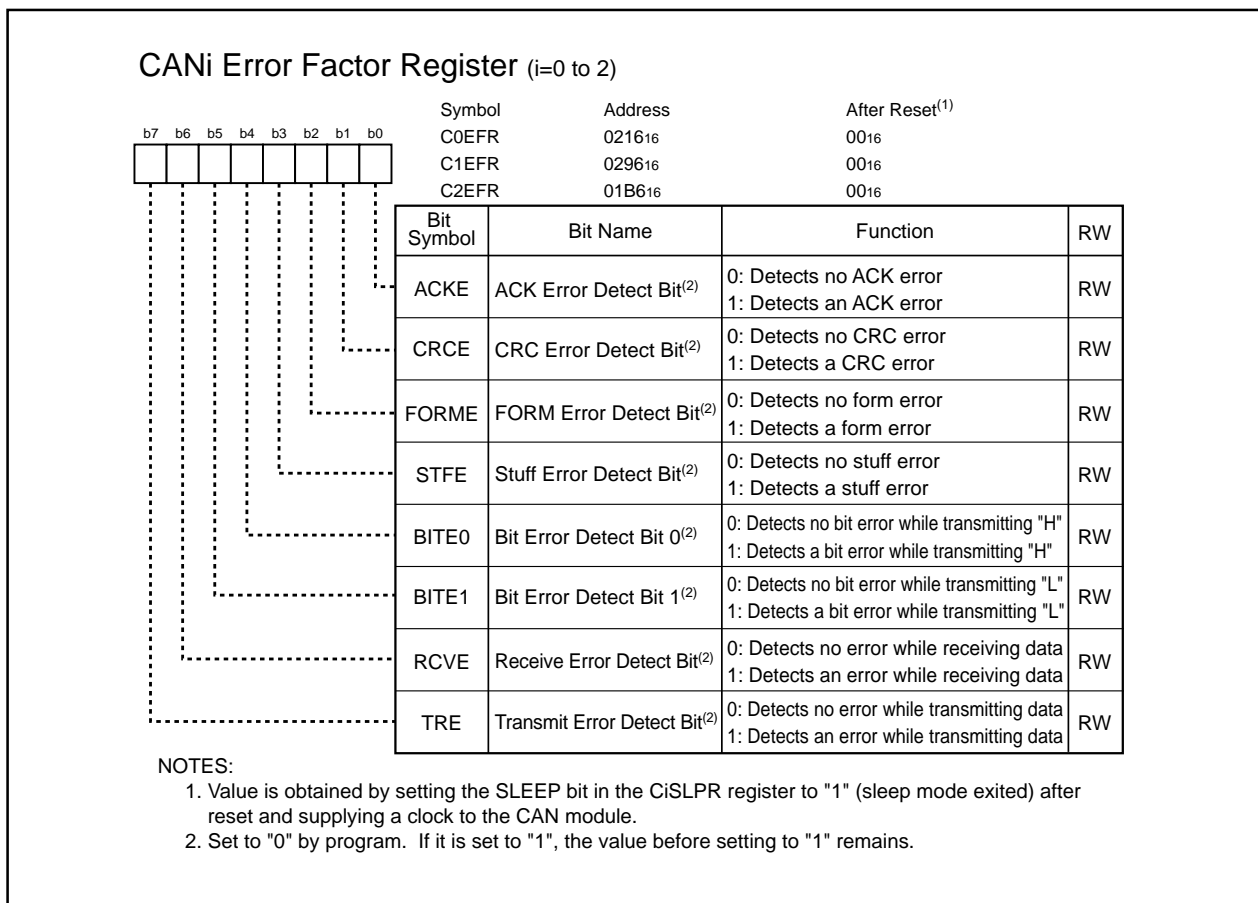 CANi Error Factor Register (i=0 to 2)
Symbol Address After Reset(1)
C0EFR 021616 0016
C1EFR 029616 0016
C2EFR 01B616 0016
b7 b6 b5 b4 b3 b2 b1 b0
Bit Symbol Bit Name Function RW
ACKE ACK Error Detect Bit(2) 0: Detects no ACK error RW
1: Detects an ACK error
CRCE CRC Error Detect Bit(2) 0: Detects no CRC error RW
1: Detects a CRC error
FORME FORM Error Detect Bit(2) 0: Detects no form error RW
1: Detects a form error
STFE Stuff Error Detect Bit(2) 0: Detects no stuff error RW
1: Detects a stuff error
BITE0 Bit Error Detect Bit 0(2) 0: Detects no bit error while transmitting "H" RW
1: Detects a bit error while transmitting "H"
BITE1 Bit Error Detect Bit 1(2) 0: Detects no bit error while transmitting "L" RW
1: Detects a bit error while transmitting "L"
RCVE Receive Error Detect Bit(2) 0: Detects no error while receiving data RW
1: Detects an error while receiving data
TRE Transmit Error Detect Bit(2) 0: Detects no error while transmitting data RW
1: Detects an error while transmitting data
NOTES:
1. Value is obtained by setting the SLEEP bit in the CiSLPR register to "1" (sleep mode exited) after
reset and supplying a clock to the CAN module.
2. Set to "0" by program. If it is set to "1", the value before setting to "1" remains.